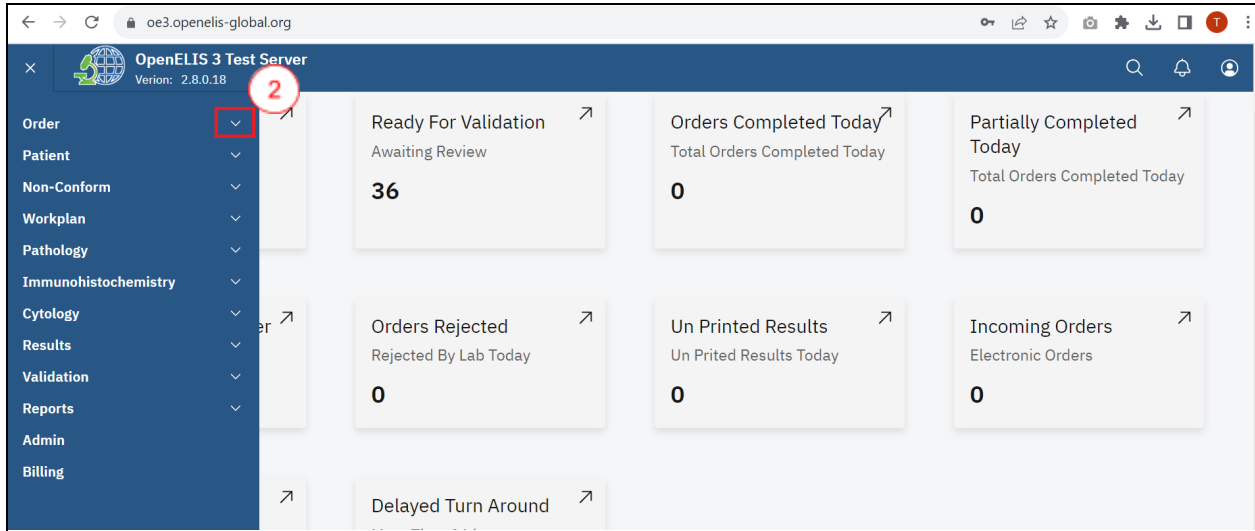 oe3.openelis-global.org
T
OpenELIS 3 Test Server
Verion: 2.8.0.18
2
Order
Patient
Non-Conform
Workplan
Pathology
Immunohistochemistry
Cytology
Results
Validation
Reports
Admin
Billing
Ready For Validation
Awaiting Review
36
Orders Completed Today
Total Orders Completed Today
0
Partially Completed
Today
Total Orders Completed Today
0
er
Orders Rejected
Rejected By Lab Today
0
Un Printed Results
Un Prited Results Today
0
Incoming Orders
Electronic Orders
0
Delayed Turn Around